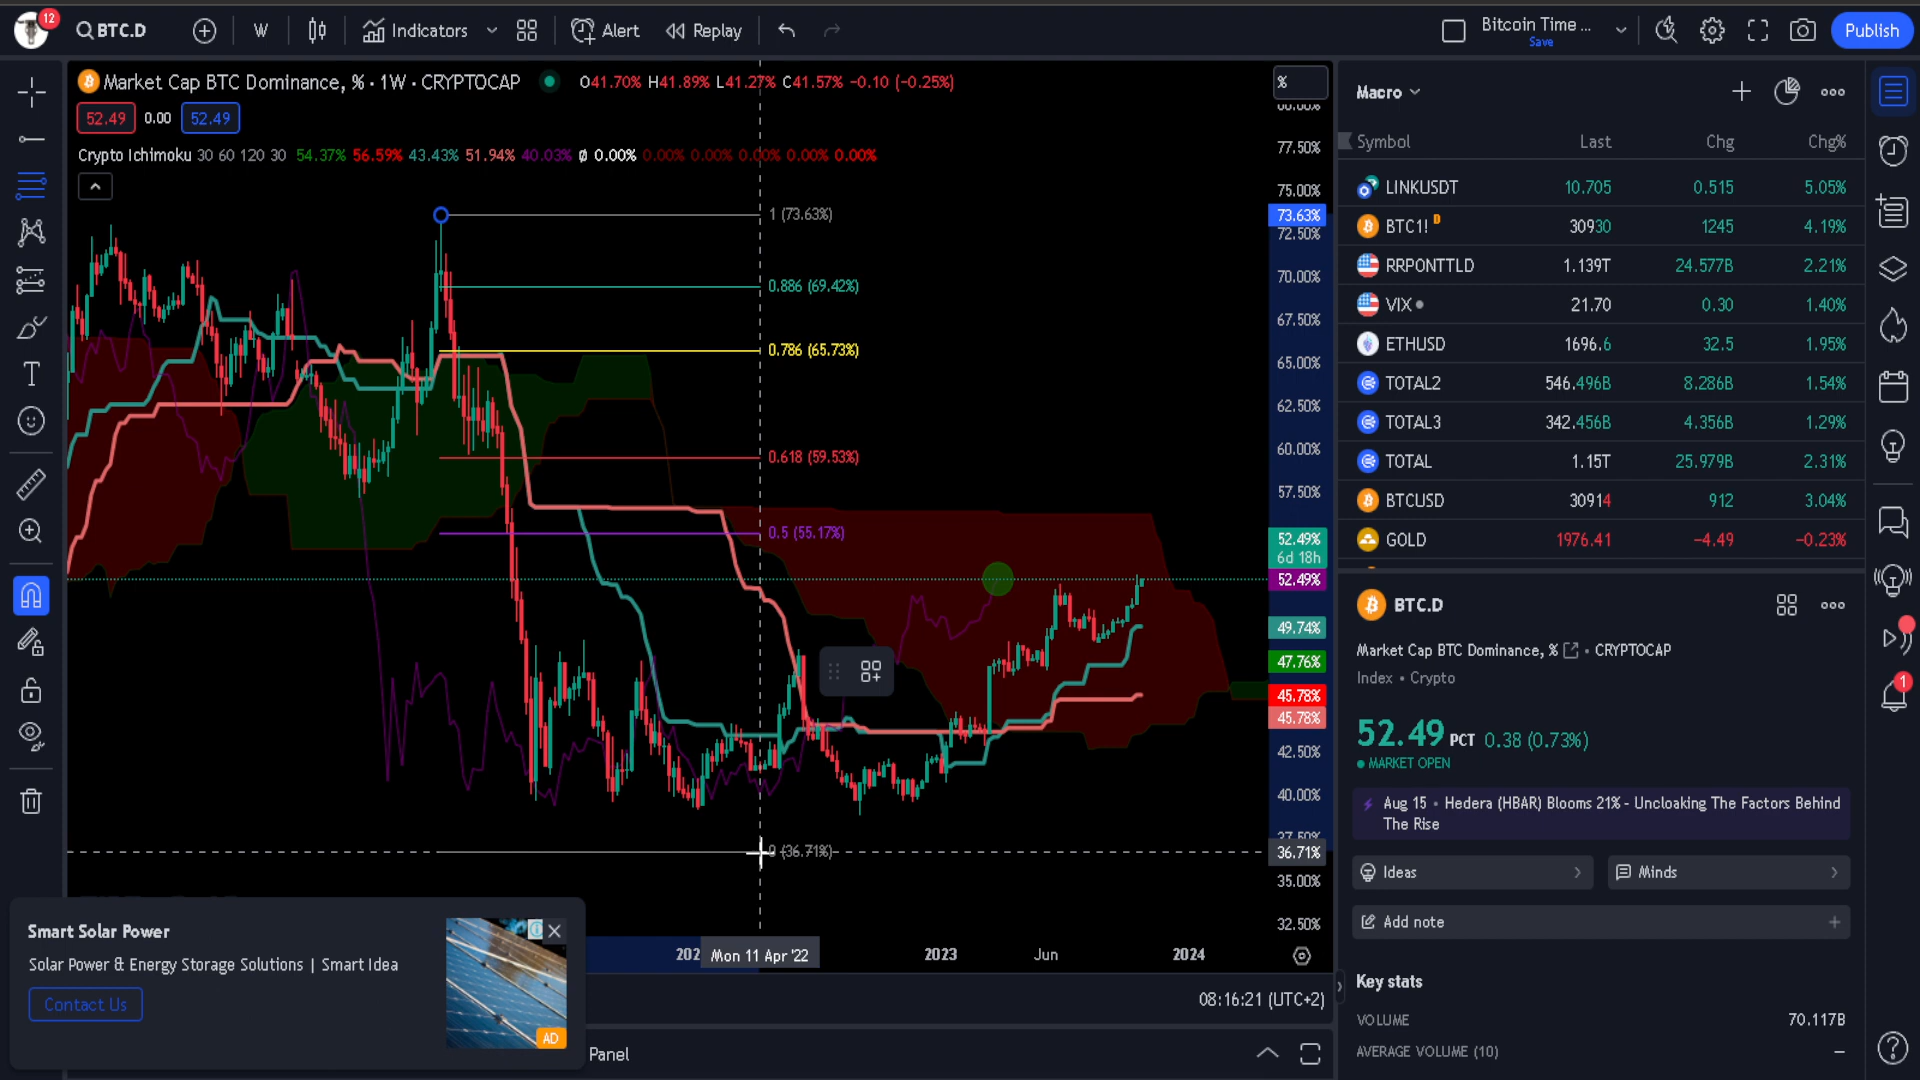 12
BTC.D
W
Indicators
Alert
Replay
Bitcoin Time ...
Save
Publish
Market Cap BTC Dominance, % · 1W · CRYPTOCAP
O41.70% H41.89% L41.27% C41.57% -0.10 (-0.25%)
52.49 0.00 52.49
Crypto Ichimoku 30 60 120 30 54.37% 56.59% 43.43% 51.94% 40.03% ø 0.00% 0.00% 0.00% 0.00% 0.00% 0.00%
1 (73.63%)
0.886 (69.42%)
0.786 (65.73%)
0.618 (59.53%)
0.5 (55.17%)
0 (36.71%)
%
77.50%
75.00%
73.63%
72.50%
70.00%
67.50%
65.00%
62.50%
60.00%
57.50%
52.49%
6d 18h
52.49%
49.74%
47.76%
45.78%
45.78%
42.50%
40.00%
37.50%
36.71%
35.00%
32.50%
202
Mon 11 Apr '22
2023
Jun
2024
08:16:21 (UTC+2)
Panel
Smart Solar Power
Solar Power & Energy Storage Solutions | Smart Idea
Contact Us
AD
Macro
Symbol Last Chg Chg%
LINKUSDT 10.705 0.515 5.05%
BTC1! D 30930 1245 4.19%
RRPONTTLD 1.139T 24.577B 2.21%
VIX 21.70 0.30 1.40%
ETHUSD 1696.6 32.5 1.95%
TOTAL2 546.496B 8.286B 1.54%
TOTAL3 342.456B 4.356B 1.29%
TOTAL 1.15T 25.979B 2.31%
BTCUSD 30914 912 3.04%
GOLD 1976.41 -4.49 -0.23%
BTC.D
Market Cap BTC Dominance, % • CRYPTOCAP
Index • Crypto
52.49 PCT 0.38 (0.73%)
MARKET OPEN
Aug 15 • Hedera (HBAR) Blooms 21% - Uncloaking The Factors Behind
The Rise
Ideas
Minds
Add note
Key stats
VOLUME 70.117B
AVERAGE VOLUME (10) —
1